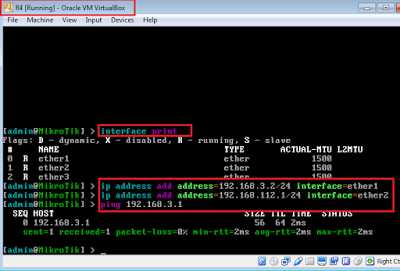 R4 [Running] - Oracle VM VirtualBox
File Machine View Input Devices Help
[admin@MikroTik] > interface print
Flags: D - dynamic, X - disabled, R - running, S - slave
# NAME TYPE ACTUAL-MTU L2MTU
0 R ether1 ether 1500
1 R ether2 ether 1500
2 R ether3 ether 1500
[admin@MikroTik] > ip address add address=192.168.3.2/24 interface=ether1
[admin@MikroTik] > ip address add address=192.168.112.1/24 interface=ether2
[admin@MikroTik] > ping 192.168.3.1
SEQ HOST SIZE TTL TIME STATUS
0 192.168.3.1 56 64 2ms
sent=1 received=1 packet-loss=0% min-rtt=2ms avg-rtt=2ms max-rtt=2ms
[admin@MikroTik] > _
Right Ct